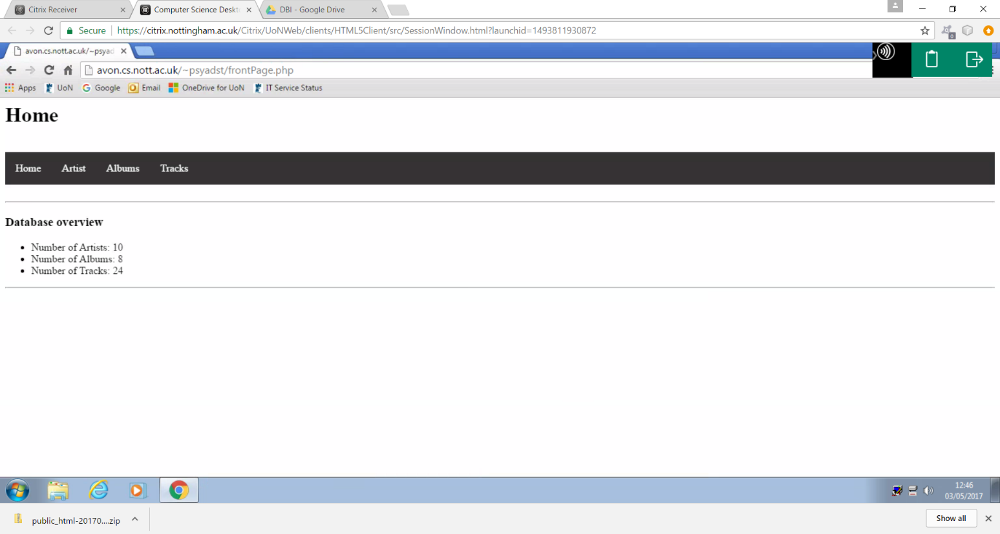 Citrix Receiver
Computer Science Deskt
DBI - Google Drive
Secure https://citrix.nottingham.ac.uk/Citrix/UoNWeb/clients/HTML5Client/src/SessionWindow.html?launchid=1493811930872
0
avon.cs.nott.ac.uk/~psyad
avon.cs.nott.ac.uk/~psyadst/frontPage.php
Apps UoN Google Email OneDrive for UoN IT Service Status
Home
Home Artist Albums Tracks
Database overview
• Number of Artists: 10
• Number of Albums: 8
• Number of Tracks: 24
12:46
03/05/2017
public_html-20170....zip
Show all